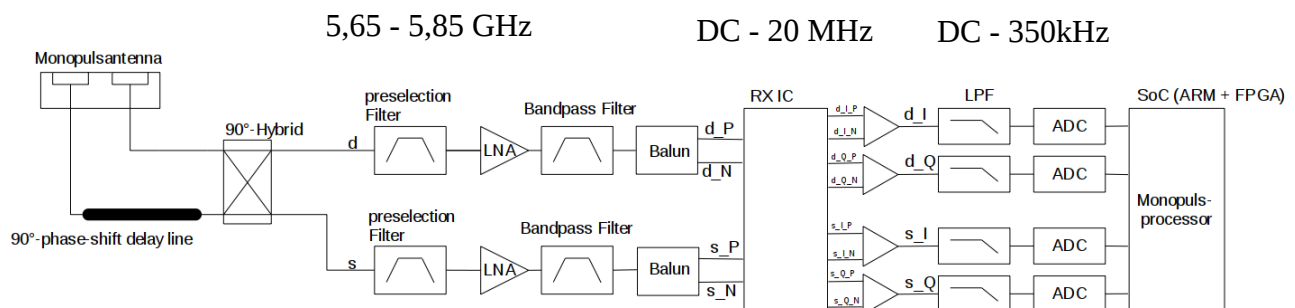 5,65 - 5,85 GHz
DC - 20 MHz
DC - 350kHz
Monopulsantenna
preselection
Filter
Bandpass Filter
RX IC
LPF
SoC (ARM + FPGA)
90°-Hybrid
d
LNA
Balun
d_P
d_N
d_I_P
d_I_N
d_I
ADC
d_Q_P
d_Q_N
d_Q
ADC
Monopuls-
processor
90°-phase-shift delay line
preselection
Filter
Bandpass Filter
s
LNA
Balun
s_P
s_N
s_I_P
s_I_N
s_I
ADC
s_Q_P
s_Q_N
s_Q
ADC